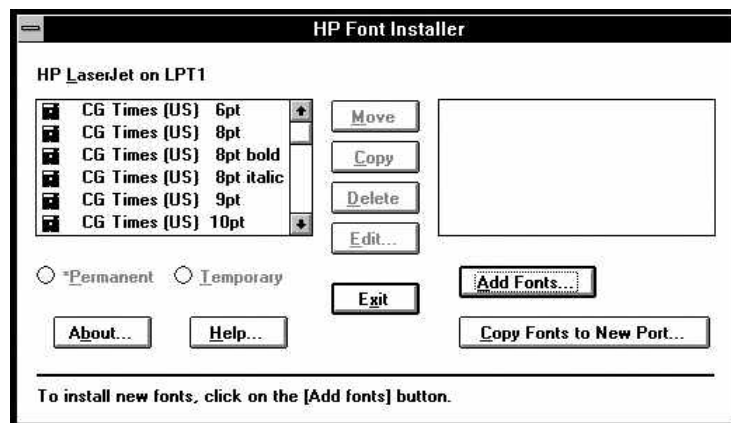 HP Font Installer
HP LaserJet on LPT1
CG Times (US) 6pt
CG Times (US) 8pt
CG Times (US) 8pt bold
CG Times (US) 8pt italic
CG Times (US) 9pt
CG Times (US) 10pt
Move
Copy
Delete
Edit...
*Permanent
Temporary
Exit
Add Fonts...
About...
Help...
Copy Fonts to New Port...
To install new fonts, click on the [Add fonts] button.